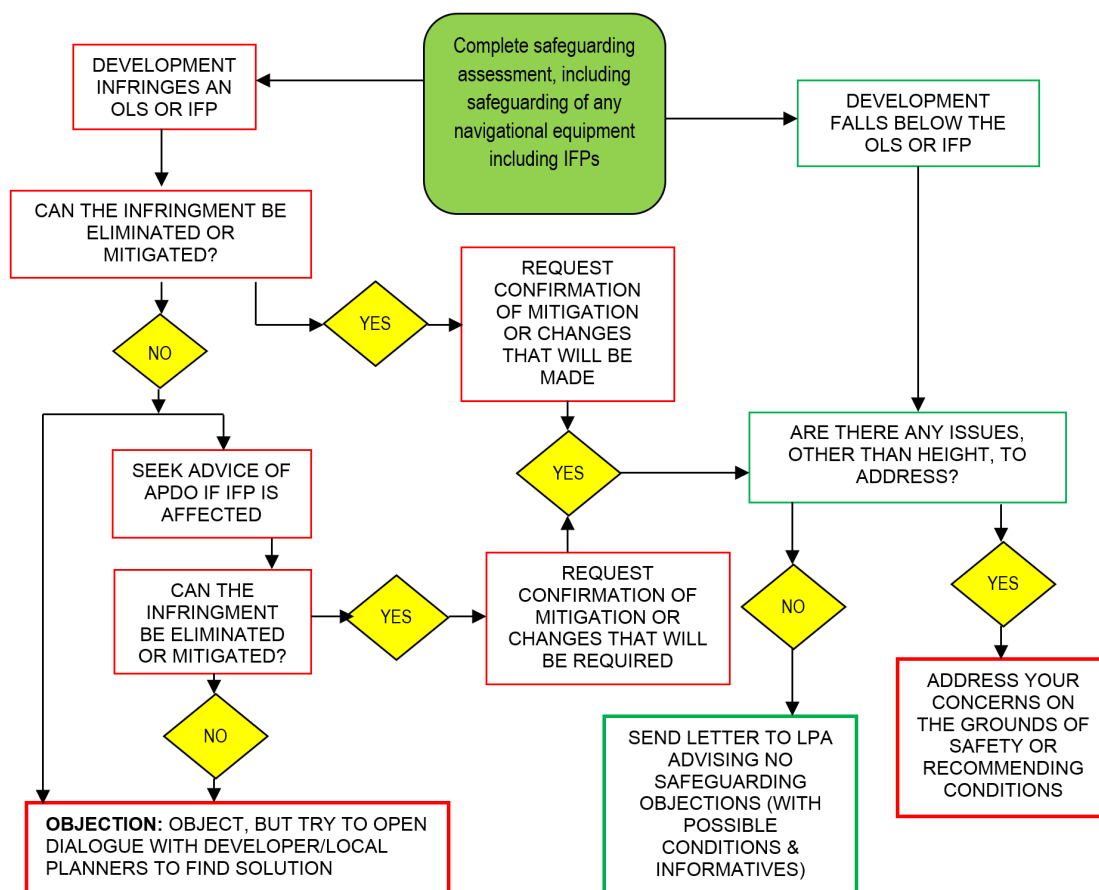 Complete safeguarding
assessment, including
safeguarding of any
navigational equipment
including IFPs
DEVELOPMENT
INFRINGES AN
OLS OR IFP
DEVELOPMENT
FALLS BELOW THE
OLS OR IFP
CAN THE INFRINGMENT BE
ELIMINATED OR
MITIGATED?
REQUEST
CONFIRMATION
OF MITIGATION
OR CHANGES
THAT WILL BE
MADE
YES
NO
ARE THERE ANY ISSUES,
OTHER THAN HEIGHT, TO
ADDRESS?
YES
SEEK ADVICE OF
APDO IF IFP IS
AFFECTED
CAN THE
INFRINGMENT
BE ELIMINATED
OR MITIGATED?
YES
REQUEST
CONFIRMATION OF
MITIGATION OR
CHANGES THAT WILL
BE REQUIRED
NO
YES
NO
ADDRESS YOUR
CONCERNS ON
THE GROUNDS OF
SAFETY OR
RECOMMENDING
CONDITIONS
SEND LETTER TO LPA
ADVISING NO
SAFEGUARDING
OBJECTIONS (WITH
POSSIBLE
CONDITIONS &
INFORMATIVES)
OBJECTION: OBJECT, BUT TRY TO OPEN
DIALOGUE WITH DEVELOPER/LOCAL
PLANNERS TO FIND SOLUTION